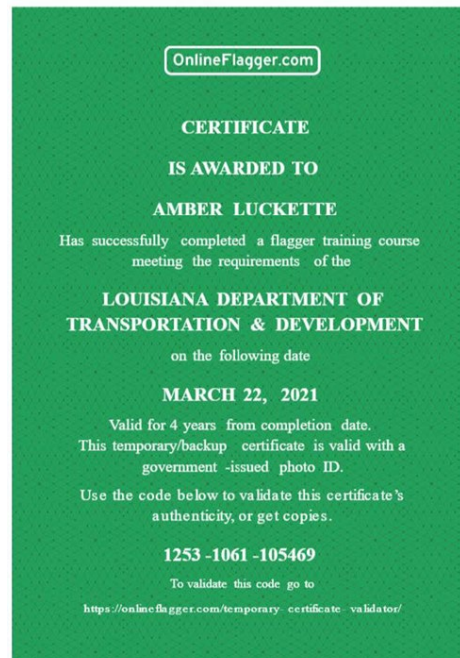 OnlineFlagger.com
CERTIFICATE
IS AWARDED TO
AMBER LUCKETTE
Has successfully completed a flagger training course
meeting the requirements of the
LOUISIANA DEPARTMENT OF
TRANSPORTATION & DEVELOPMENT
on the following date
MARCH 22, 2021
Valid for 4 years from completion date.
This temporary/backup certificate is valid with a
government -issued photo ID.
Use the code below to validate this certificate's
authenticity, or get copies.
1253 -1061 -105469
To validate this code go to
https://onlineflagger.com/temporary certificate validator/